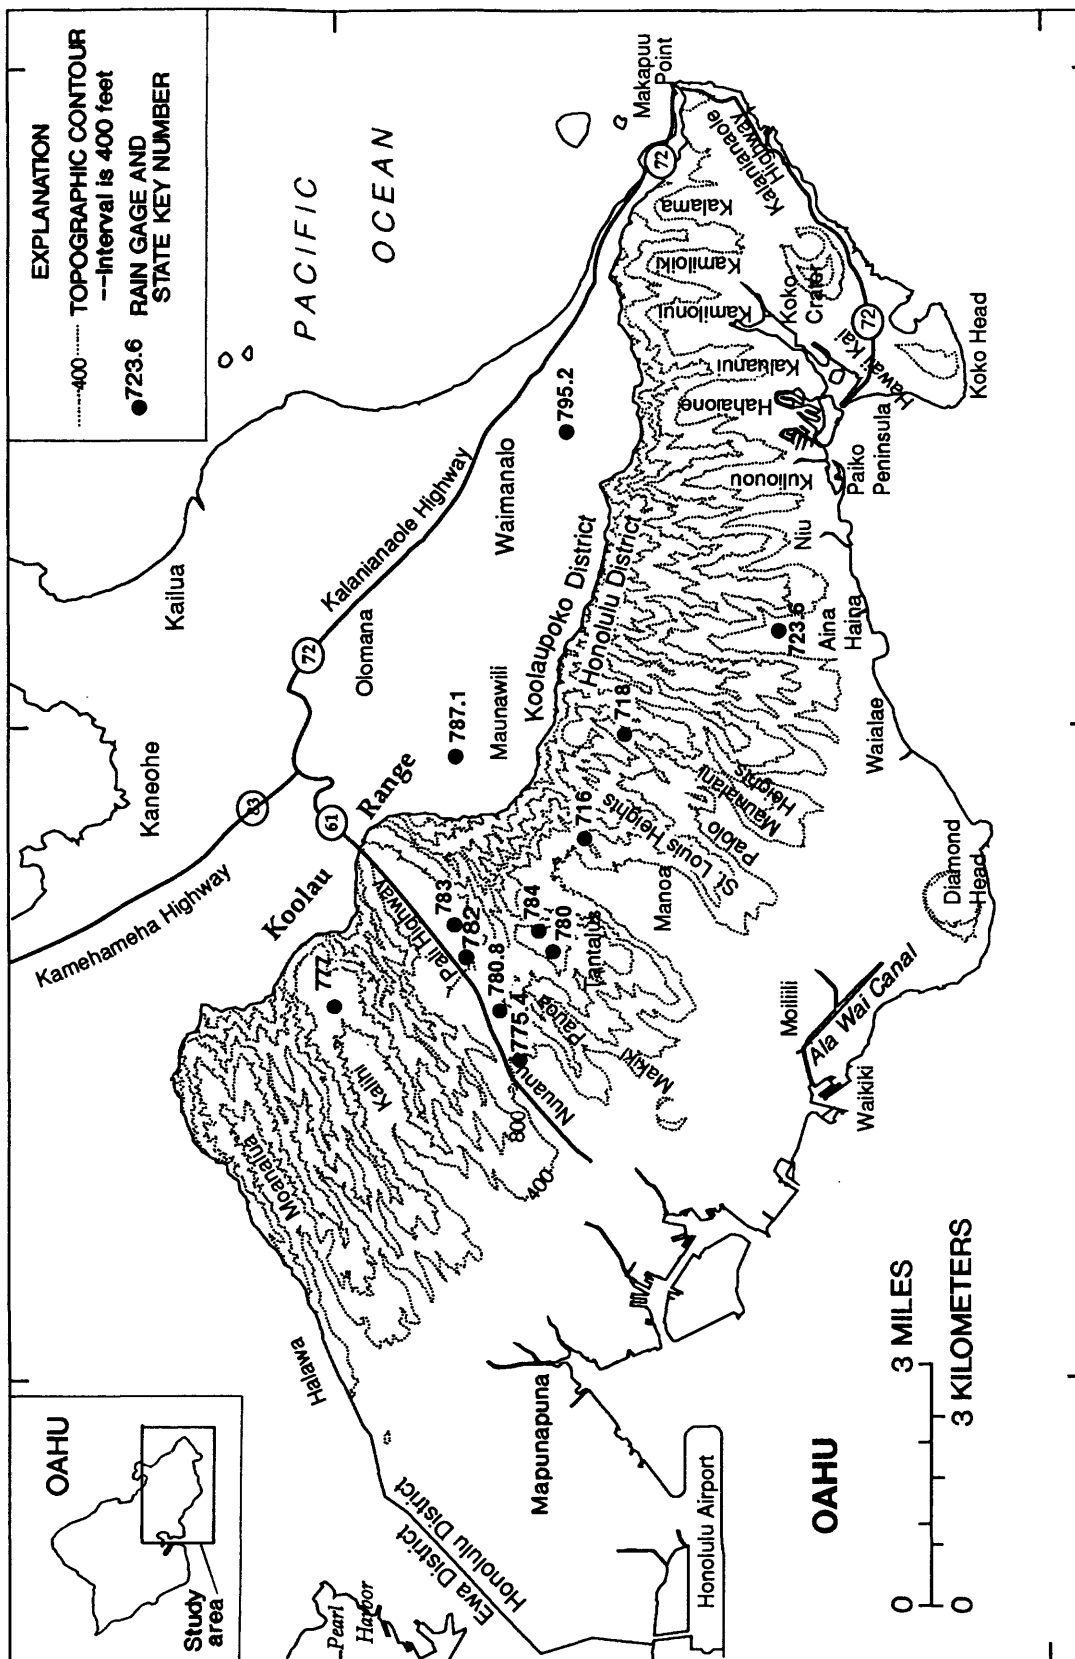 EXPLANATION
400 TOPOGRAPHIC CONTOUR
--Interval is 400 feet
723.6 RAIN GAGE AND
STATE KEY NUMBER
PACIFIC
OCEAN
OAHU
Study
area
Pearl
Harbor
Ewa District
Honolulu District
Halawa
Moanalua
Kalihi
777
Koolau
Range
Kamehameha Highway
83
Kaneohe
61
Kailua
72
Olomana
Kalanianaole Highway
Maunawili
787.1
Waimanalo
795.2
Koolaupoko District
Honolulu District
Makapuu
Point
72
Kalanianaole
Highway
Kalama
Kamiloiki
Kamilonui
Kaluanui
Hahaione
Kuliouou
Niu
Koko
Crater
Hawaii Kai
72
Koko Head
Paiko
Peninsula
Aina
Haina
723.6
718
716
Waialae
Maunalani
Heights
Palolo
St. Louis Heights
Manoa
Diamond
Head
Pali Highway
783
782
784
780
780.8
775.4
Tantalus
Pauoa
Makiki
Nuuanu
800
400
Moiliili
Ala Wai Canal
Waikiki
Mapunapuna
Honolulu Airport
OAHU
0 3 MILES
0 3 KILOMETERS